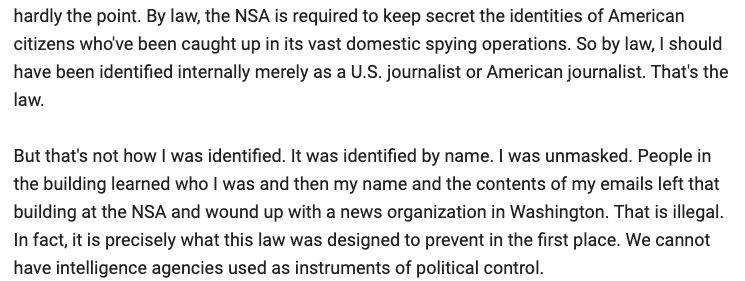 hardly the point. By law, the NSA is required to keep secret the identities of American
citizens who've been caught up in its vast domestic spying operations. So by law, I should
have been identified internally merely as a U.S. journalist or American journalist. That's the
law.
But that's not how I was identified. It was identified by name. I was unmasked. People in
the building learned who I was and then my name and the contents of my emails left that
building at the NSA and wound up with a news organization in Washington. That is illegal.
In fact, it is precisely what this law was designed to prevent in the first place. We cannot
have intelligence agencies used as instruments of political control.